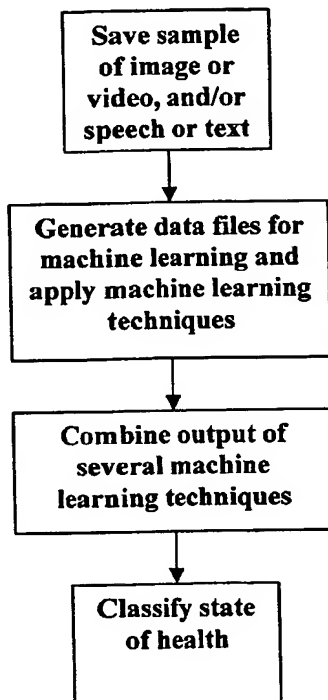 Save sample
of image or
video, and/or
speech or text
Generate data files for
machine learning and
apply machine learning
techniques
Combine output of
several machine
learning techniques
Classify state
of health